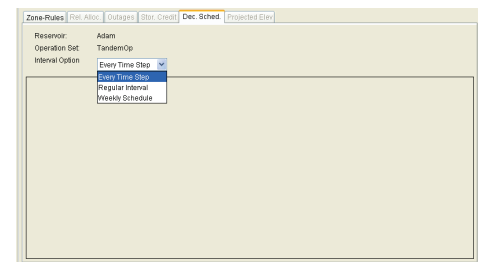 Zone-Rules Rel. Alloc. Outages Stor. Credit Dec. Sched. Projected Elev
Reservoir: Adam
Operation Set: TandemOp
Interval Option Every Time Step
Every Time Step
Regular Interval
Weekly Schedule